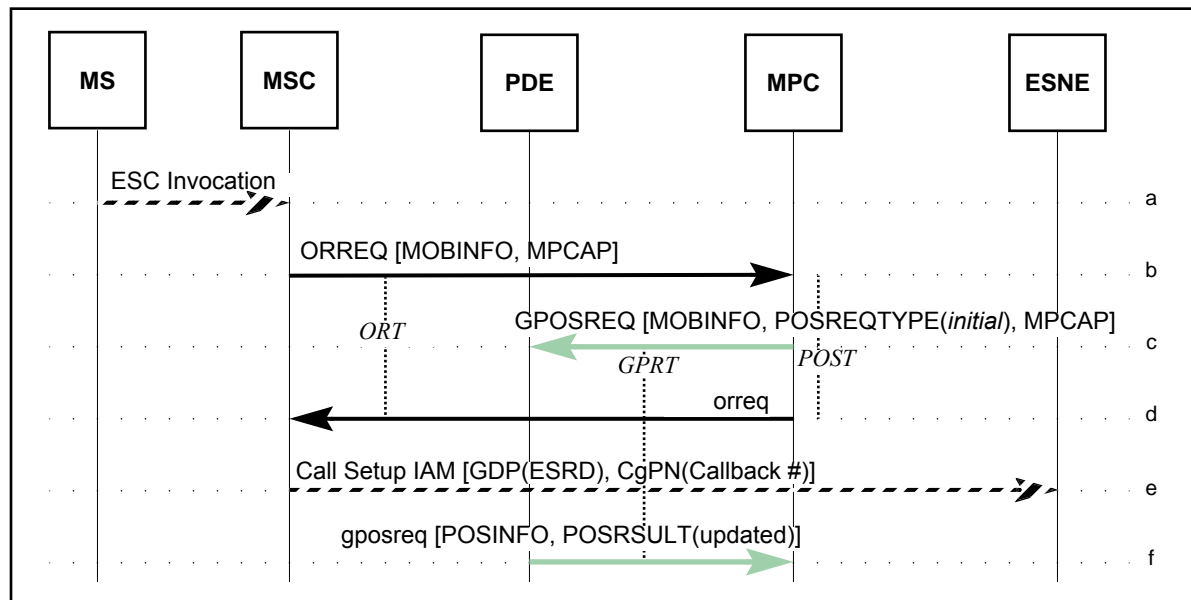 MS MSC PDE MPC ESNE
ESC Invocation
a
ORREQ [MOBINFO, MPCAP]
b
ORT
GPOSREQ [MOBINFO, POSREQTYPE(initial), MPCAP]
c
GPRT
POST
orreq
d
Call Setup IAM [GDP(ESRD), CgPN(Callback #)]
e
gposreq [POSINFO, POSRSULT(updated)]
f